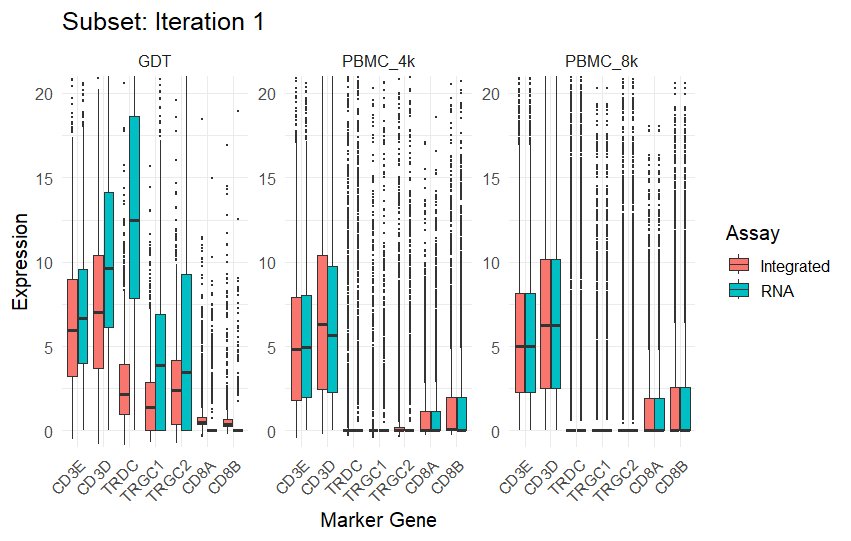 Subset: Iteration 1
GDT
PBMC_4k
PBMC_8k
Expression
20
15
10
5
0
20
15
10
5
0
20
15
10
5
0
CD3E
CD3D
TRDC
TRGC1
TRGC2
CD8A
CD8B
CD3E
CD3D
TRDC
TRGC1
TRGC2
CD8A
CD8B
CD3E
CD3D
TRDC
TRGC1
TRGC2
CD8A
CD8B
Marker Gene
Assay
Integrated
RNA